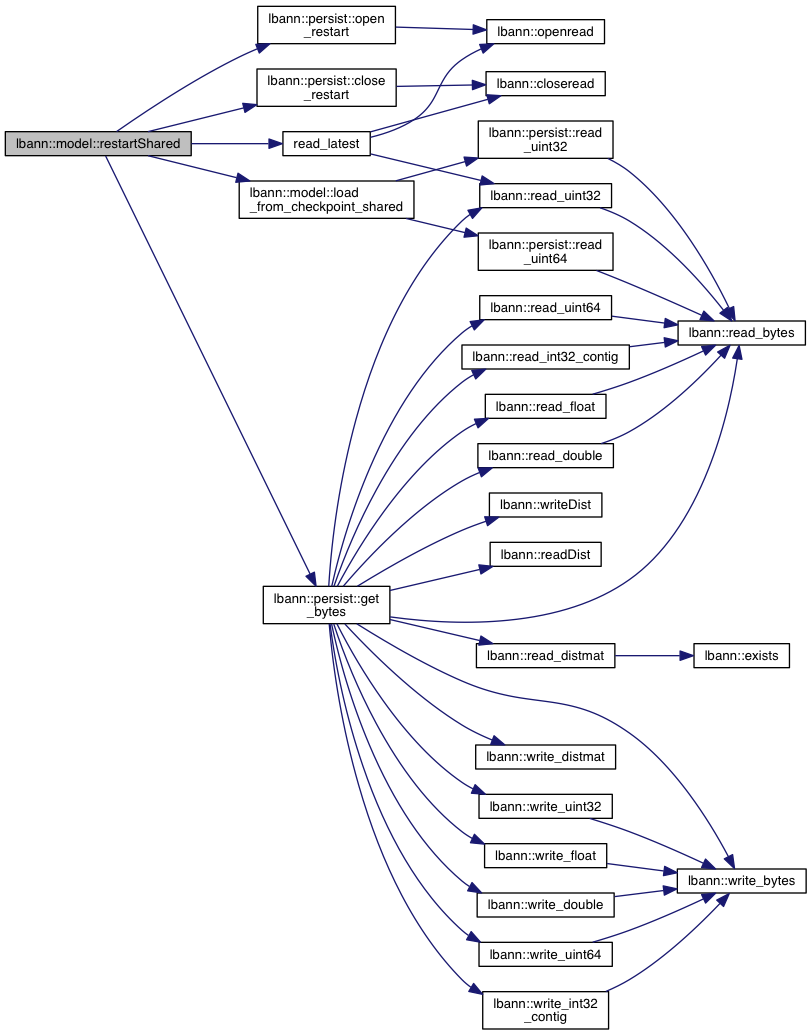 lbann::persist::open
_restart
lbann::openread
lbann::persist::close
_restart
lbann::closeread
lbann::model::restartShared
read_latest
lbann::persist::read
_uint32
lbann::model::load
_from_checkpoint_shared
lbann::read_uint32
lbann::persist::read
_uint64
lbann::read_uint64
lbann::read_bytes
lbann::read_int32_contig
lbann::read_float
lbann::read_double
lbann::writeDist
lbann::readDist
lbann::persist::get
_bytes
lbann::read_distmat
lbann::exists
lbann::write_distmat
lbann::write_uint32
lbann::write_float
lbann::write_bytes
lbann::write_double
lbann::write_uint64
lbann::write_int32
_contig